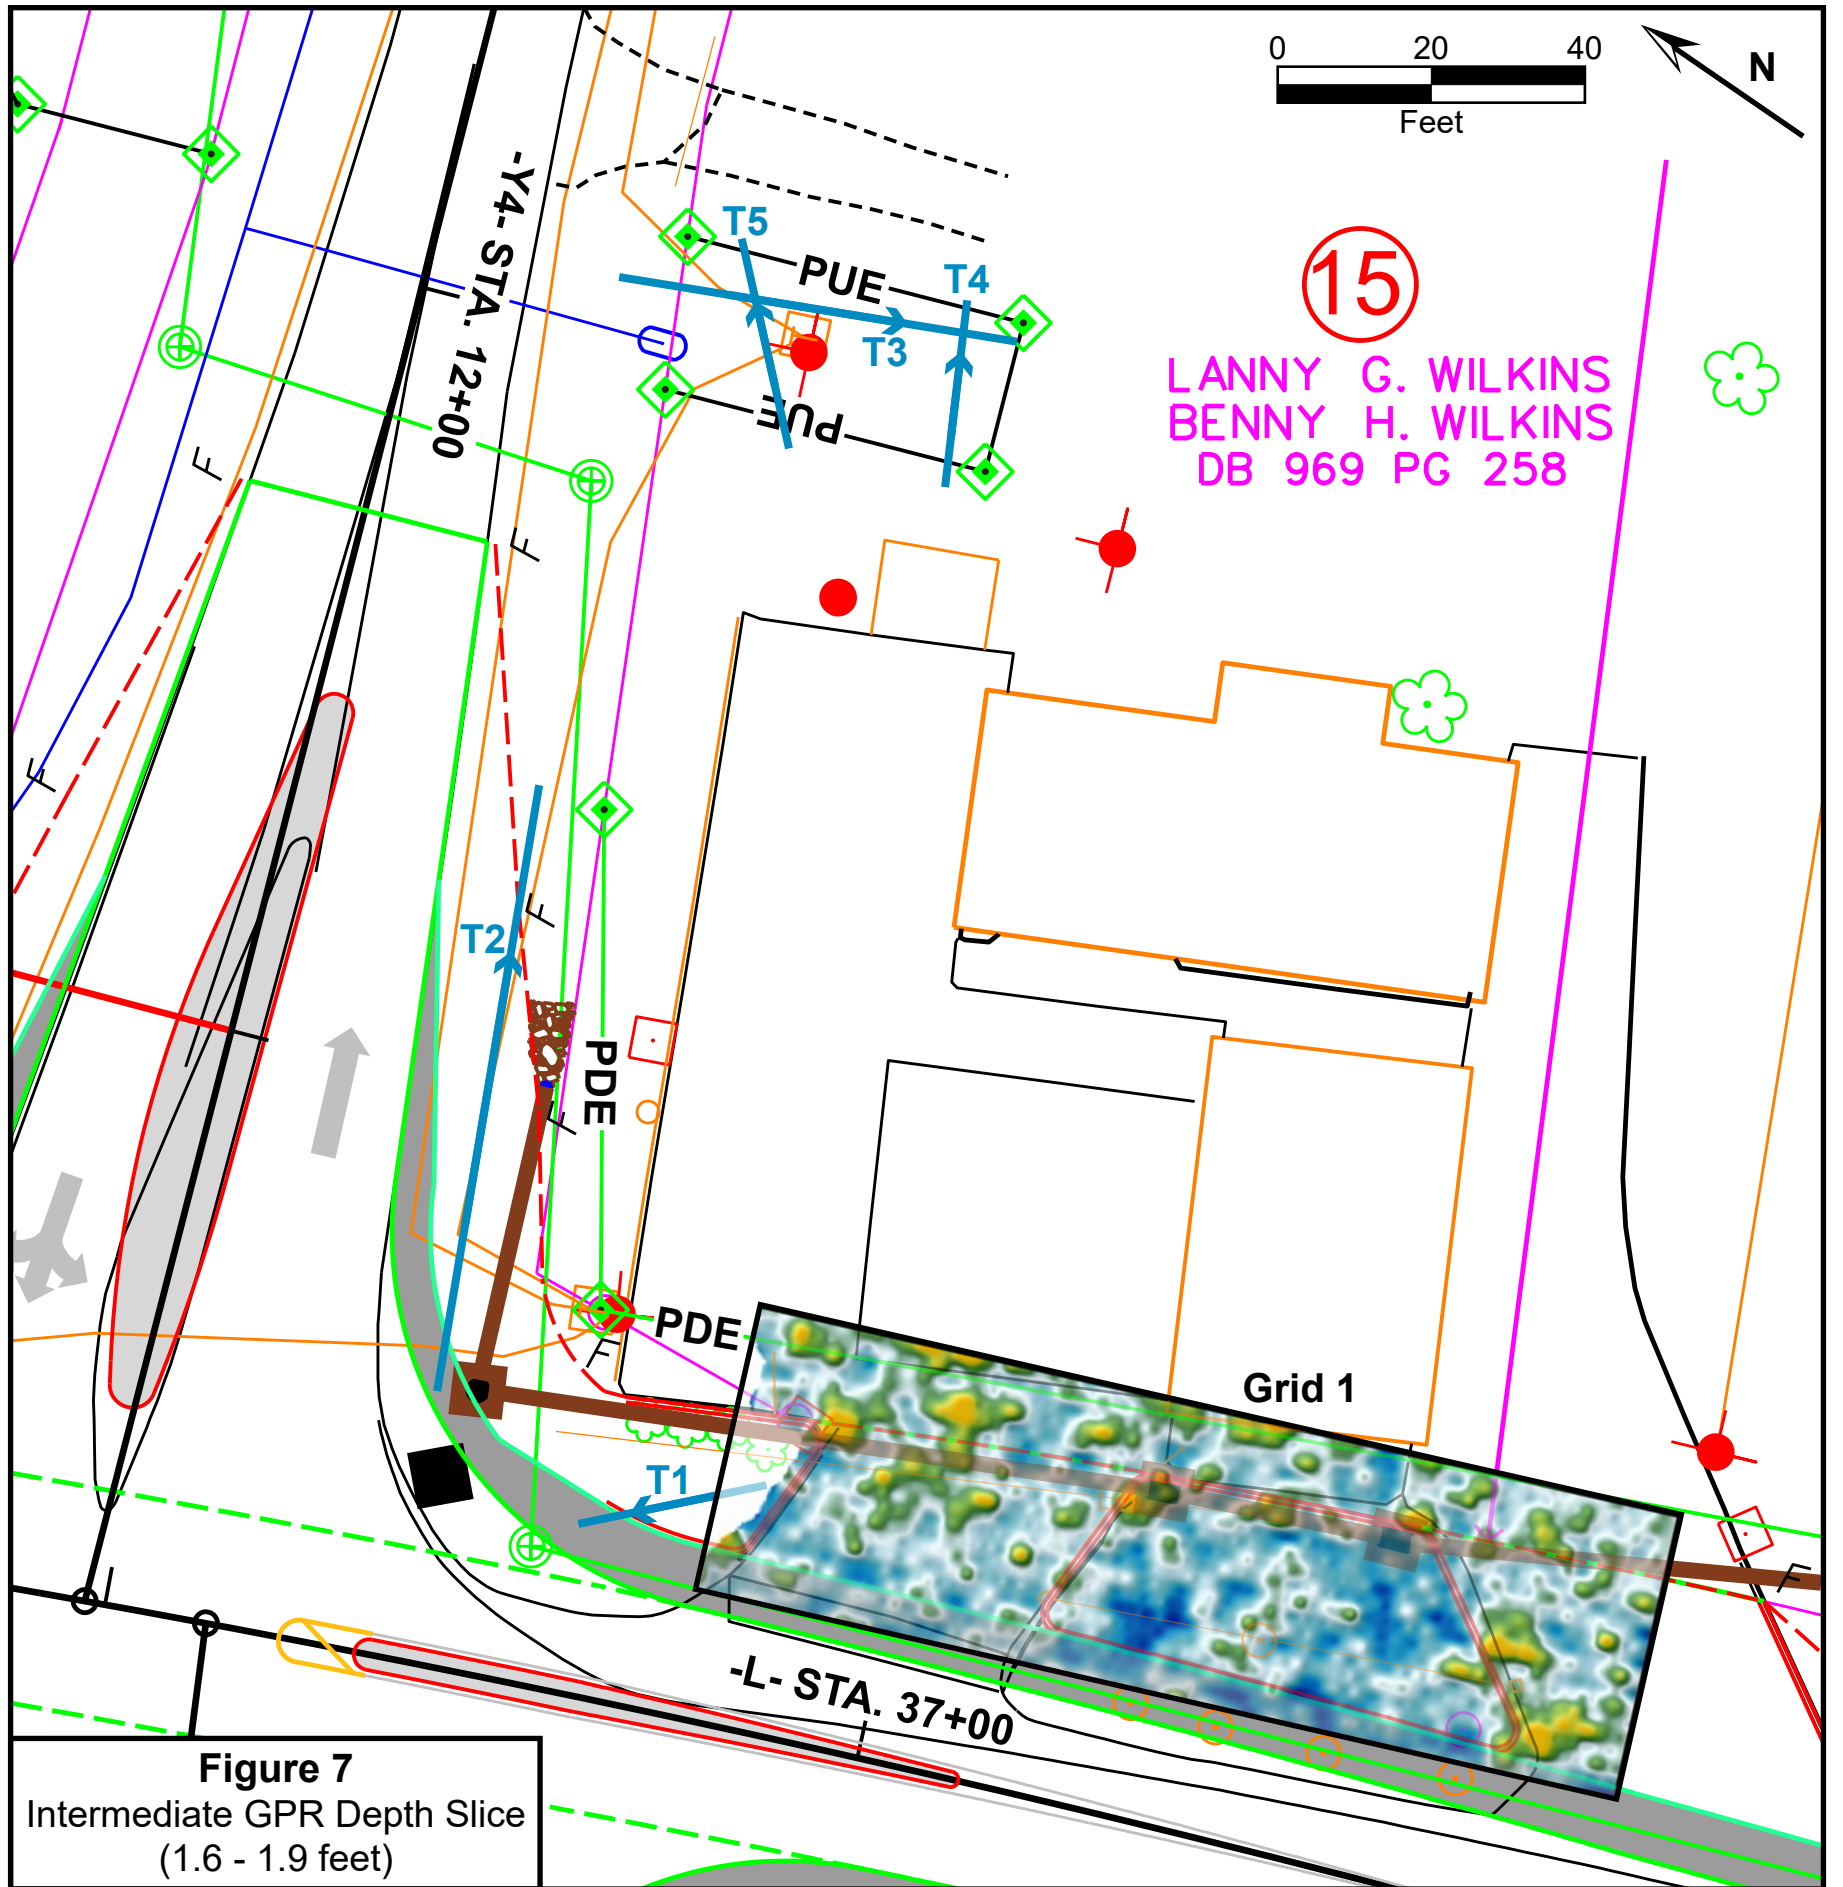 0 20 40
Feet
N
-Y4- STA. 12+00
T5
PUE
T4
T3
PUE
15
LANNY G. WILKINS
BENNY H. WILKINS
DB 969 PG 258
F
F
F
F
T2
PDE
F
F
PDE
Grid 1
T1
F
-L- STA. 37+00
Figure 7
Intermediate GPR Depth Slice
(1.6 - 1.9 feet)